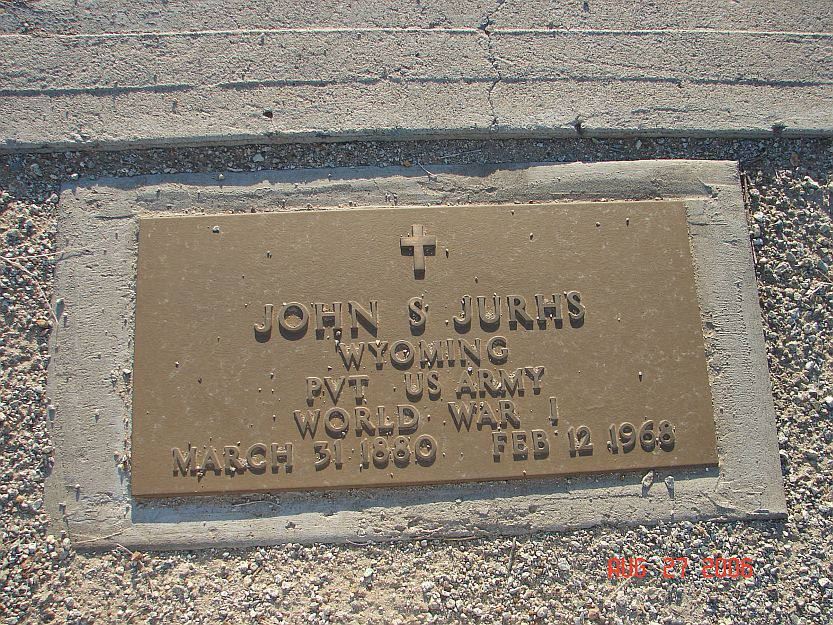 JOHN S JURHS
WYOMING
PVT US ARMY
WORLD WAR I
MARCH 31 1880 FEB 12 1968
AUG 27 2006